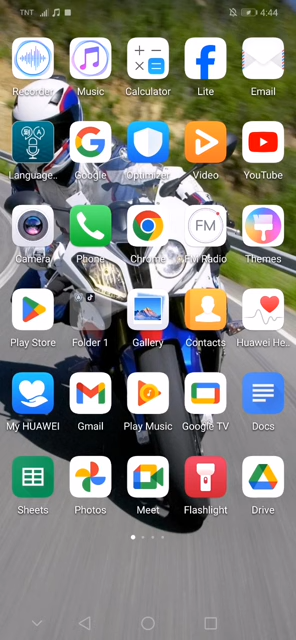 TNT 4:44
Recorder Music Calculator Lite Email
Language.. Google Optimizer Video YouTube
FM
Camera Phone Chrome FM Radio Themes
Play Store Folder 1 Gallery Contacts Huawei He..
My HUAWEI Gmail Play Music Google TV Docs
Sheets Photos Meet Flashlight Drive